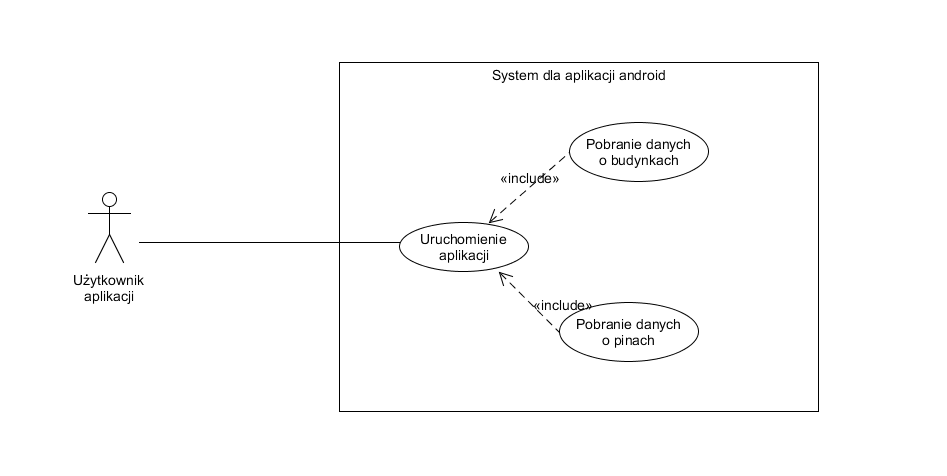 System dla aplikacji android
Pobranie danych
o budynkach
«include»
Uruchomienie
aplikacji
Użytkownik
aplikacji
«include»
Pobranie danych
o pinach